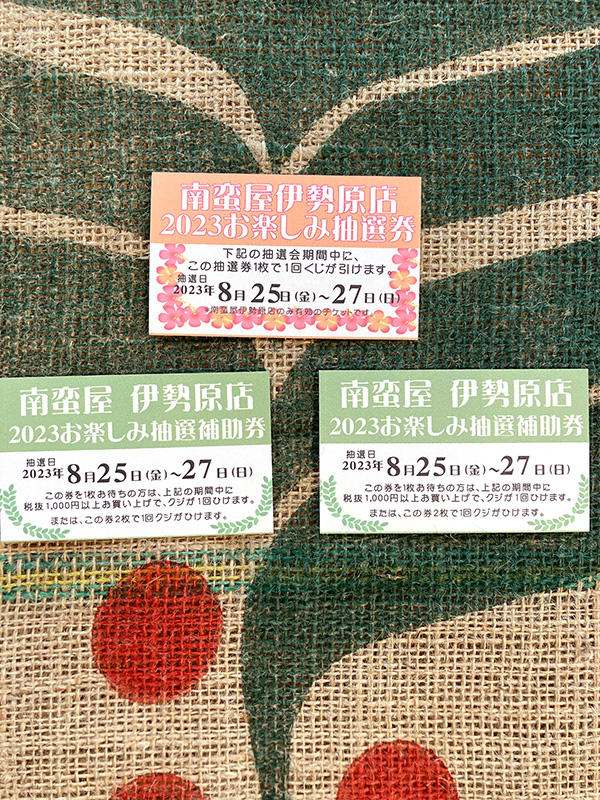 南蛮屋伊勢原店
2023お楽しみ抽選券
下記の抽選会期間中に、
この抽選券1枚で1回くじが引けます。
抽選日
2023年 8月25日(金)~27日(日)
*南蛮屋伊勢原店のみ有効のチケットです
南蛮屋 伊勢原店
2023お楽しみ抽選補助券
抽選日
2023年 8月25日(金)~27日(日)
この券を1枚お待ちの方は、上記の期間中に
税抜1,000円以上お買い上げで、クジが1回ひけます。
または、この券2枚で1回クジがひけます。
南蛮屋 伊勢原店
2023お楽しみ抽選補助券
抽選日
2023年 8月25日(金)~27日(日)
この券を1枚お待ちの方は、上記の期間中に
税抜1,000円以上お買い上げで、クジが1回ひけます。
または、この券2枚で1回クジがひけます。